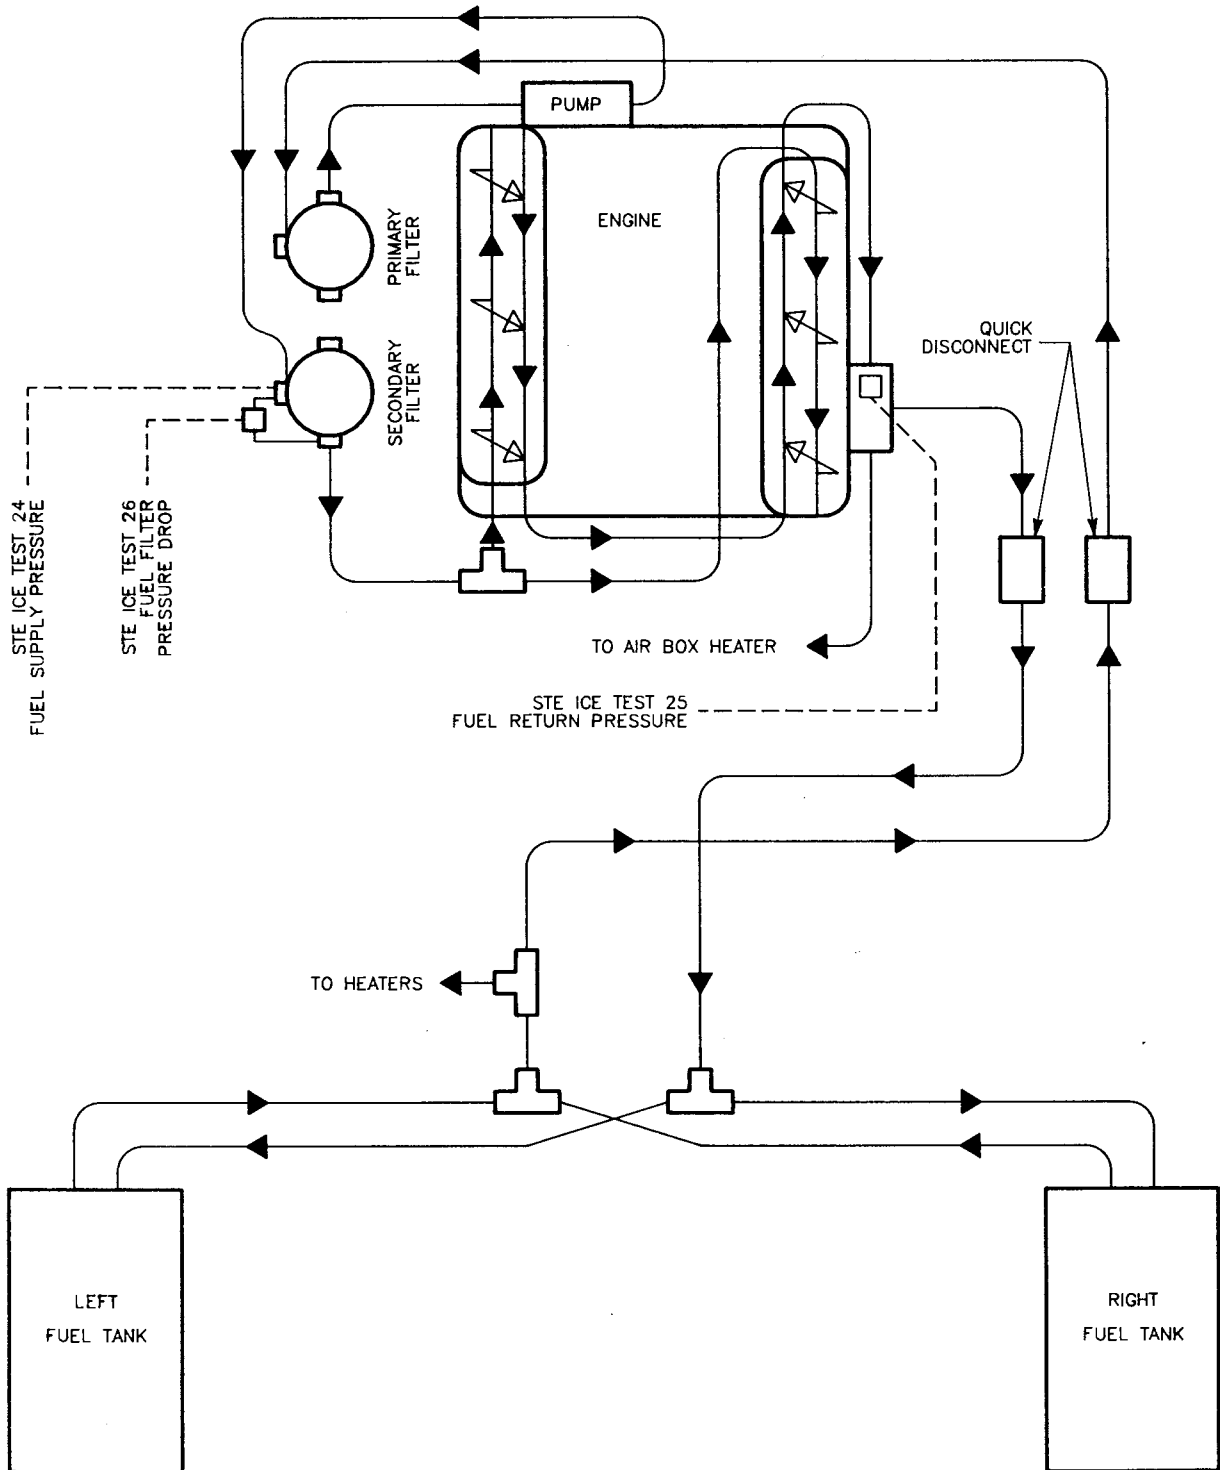 PUMP
ENGINE
PRIMARY
FILTER
SECONDARY
FILTER
QUICK
DISCONNECT
STE ICE TEST 24
FUEL SUPPLY PRESSURE
STE ICE TEST 26
FUEL FILTER
PRESSURE DROP
TO AIR BOX HEATER
STE ICE TEST 25
FUEL RETURN PRESSURE
TO HEATERS
LEFT
FUEL TANK
RIGHT
FUEL TANK